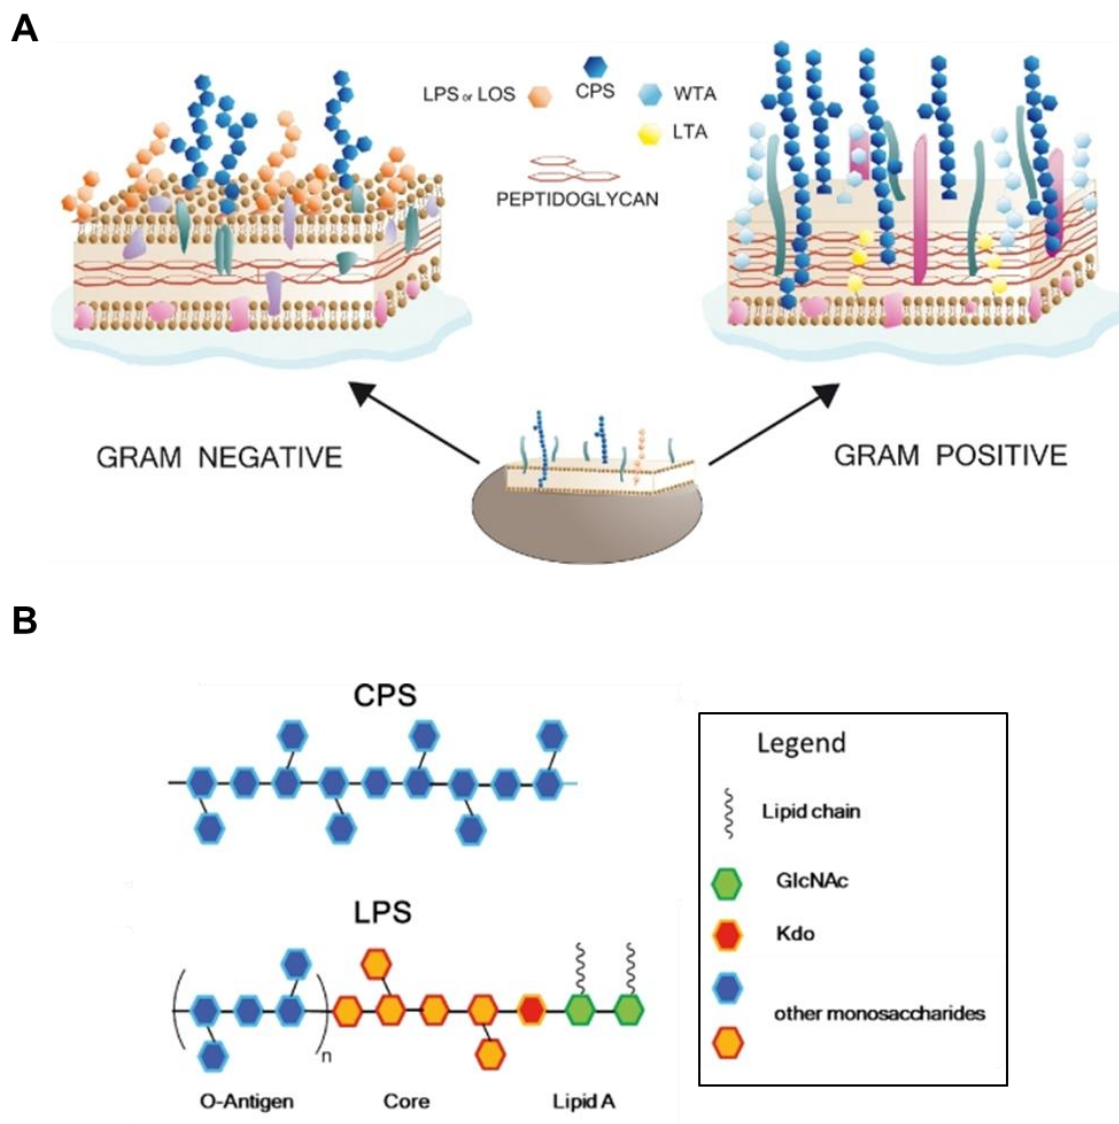 A
LPS or LOS
CPS
WTA
LTA
PEPTIDOGLYCAN
GRAM NEGATIVE
GRAM POSITIVE
B
CPS
Legend
Lipid chain
GlcNAc
Kdo
other monosaccharides
LPS
n
O-Antigen
Core
Lipid A